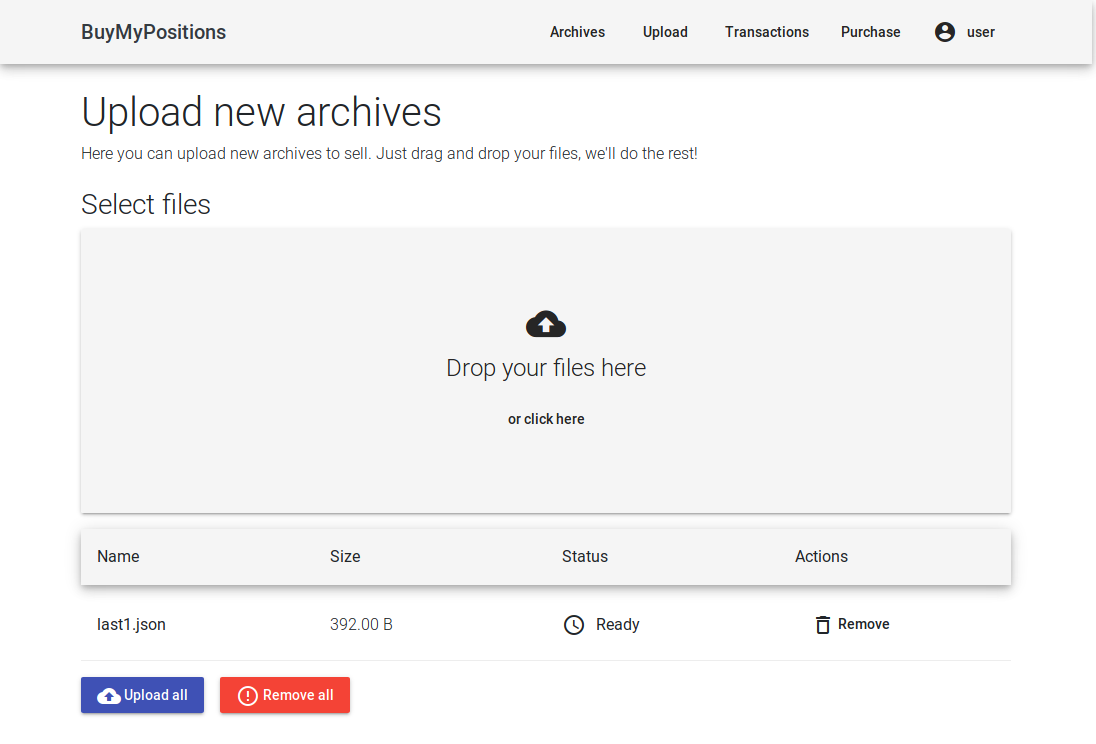 BuyMyPositions Archives Upload Transactions Purchase user
Upload new archives
Here you can upload new archives to sell. Just drag and drop your files, we'll do the rest!
Select files
Drop your files here
or click here
Name Size Status Actions
last1.json 392.00 B Ready Remove
Upload all Remove all